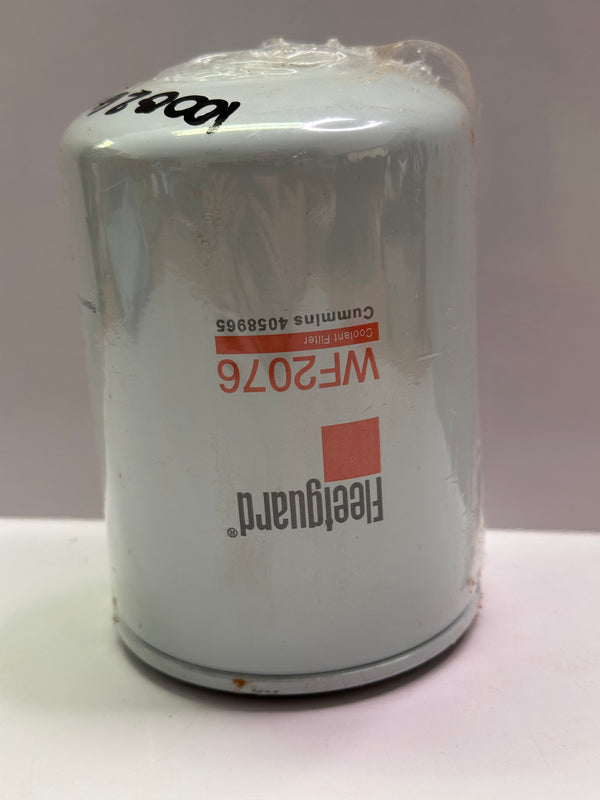 Fleetguard®
WF2076
Coolant Filter
Cummins 4058965